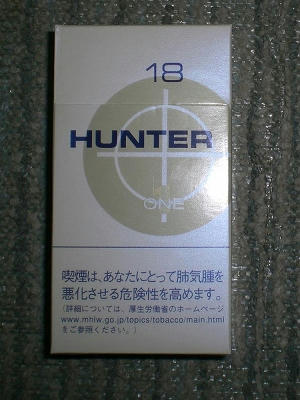 18
HUNTER
ONE
喫煙は、あなたにとって肺気腫を
悪化させる危険性を高めます。
（詳細については、厚生労働省のホームページ
www.mhlw.go.jp/topics/tobacco/main.html
をご参照ください。）